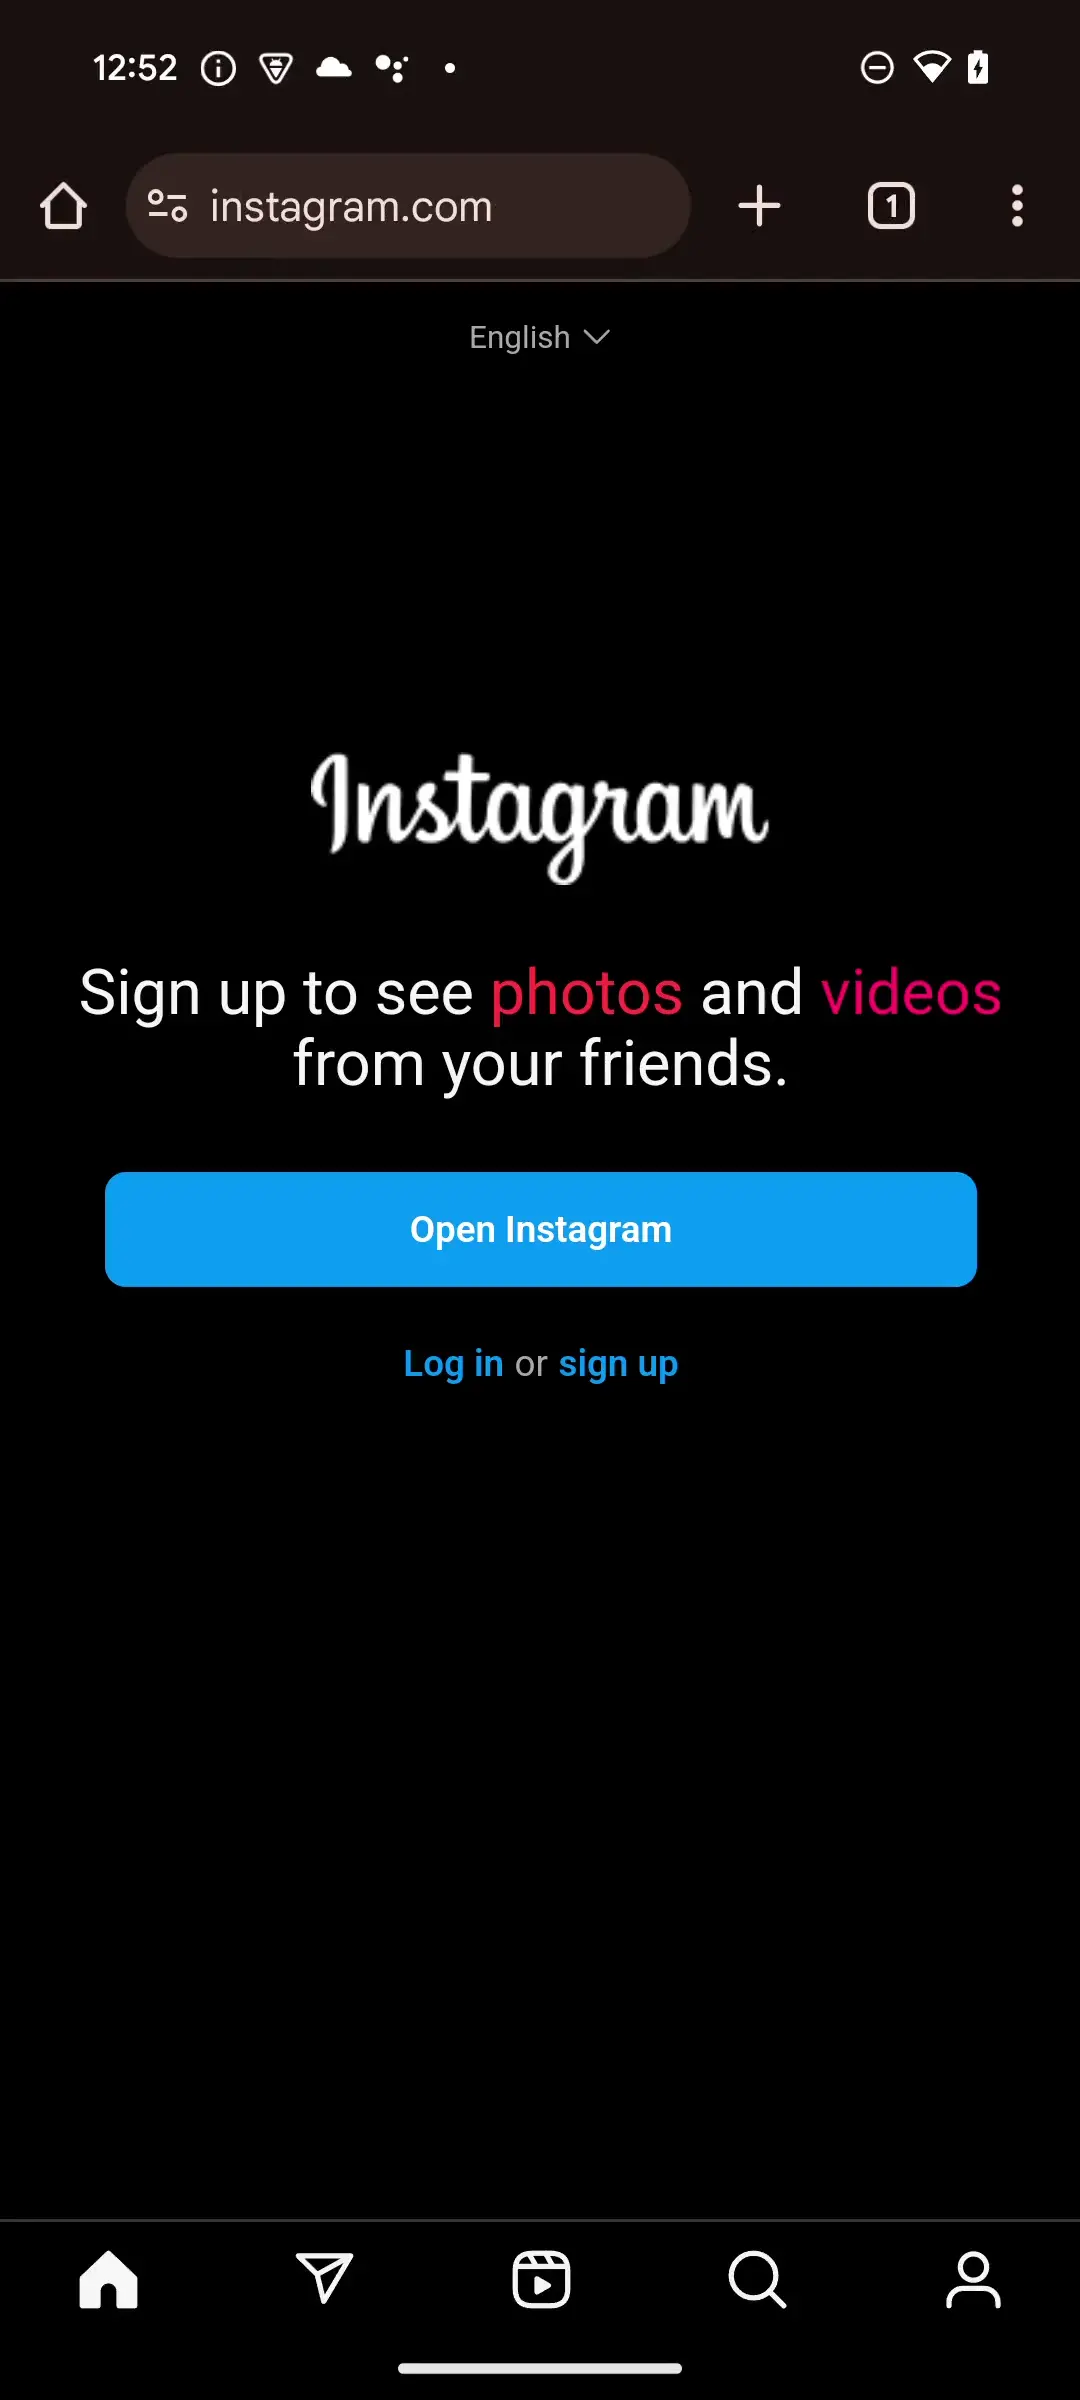 12:52
instagram.com
1
English
Instagram
Sign up to see photos and videos
from your friends.
Open Instagram
Log in or sign up